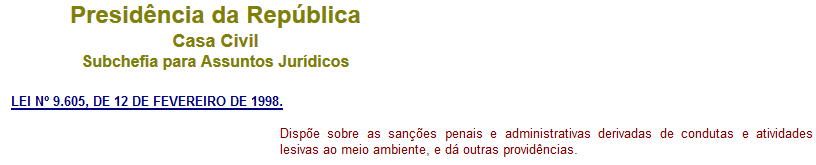 Presidência da República
Casa Civil
Subchefia para Assuntos Jurídicos
LEI Nº 9.605, DE 12 DE FEVEREIRO DE 1998.
Dispõe sobre as sanções penais e administrativas derivadas de condutas e atividades
lesivas ao meio ambiente, e dá outras providências.